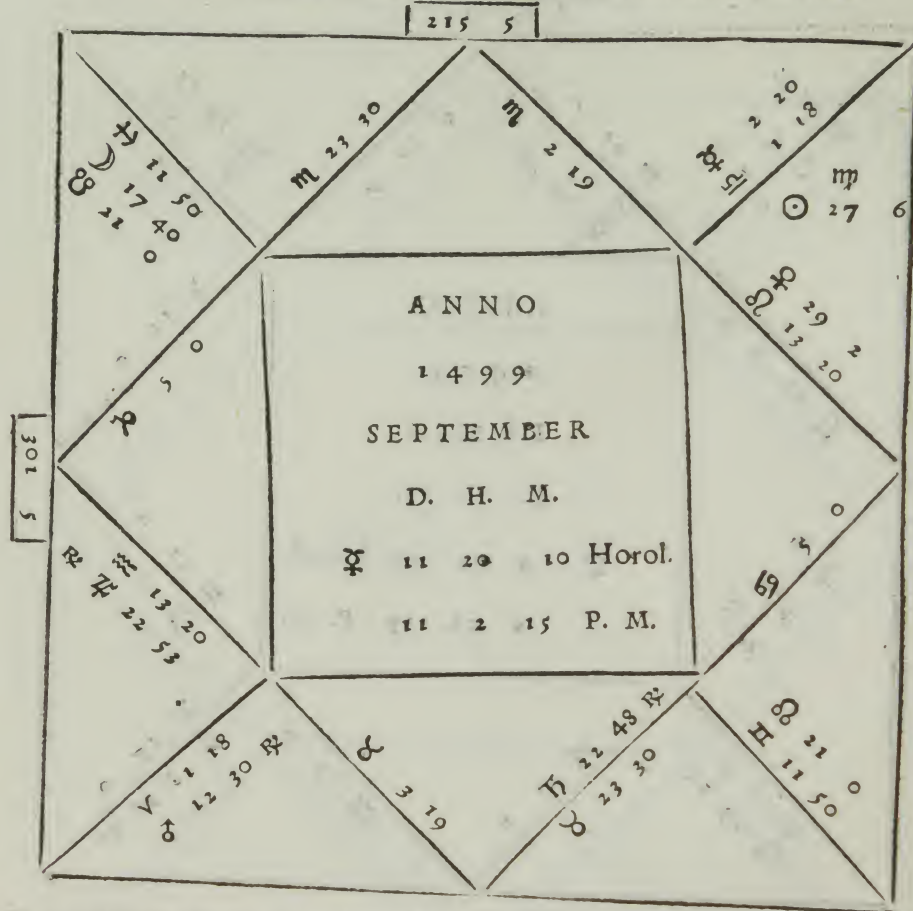 215 5
♏ 23 30
♏ 2 19
☿ 2 20
♎ 1 18
♍
☉ 27 6
♀ 29 2
♌ 13 20
♐ 11 50
☽ 17 40
☋ 21 0
♑ 5 0
302 5
ANNO
1499
SEPTEMBER
D. H. M.
☿ 11 20 10 Horol.
11 2 15 P. M.
♋ 5 0
♒ 13 20
℞ ♃ 22 53
♈ 1 18
♂ 12 30 ℞
♉ 3 19
♄ 22 48 ℞
♉ 23 30
☊ 21 0
♊ 11 50